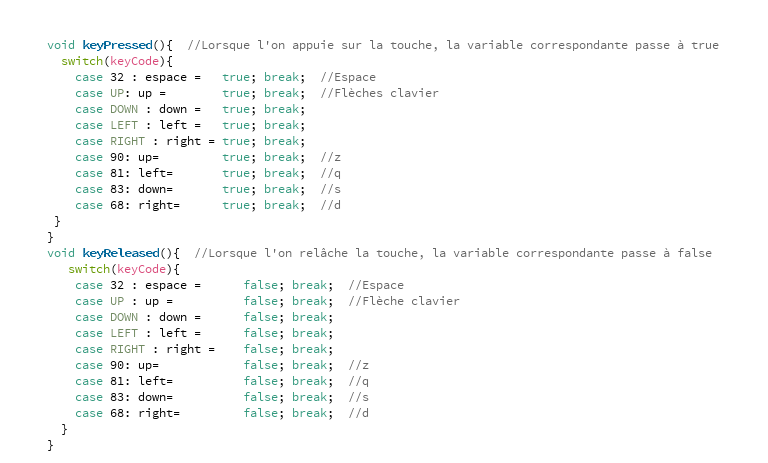 void keyPressed(){  //Lorsque l'on appuie sur la touche, la variable correspondante passe à true
  switch(keyCode){
    case 32 : espace =   true; break;  //Espace
    case UP: up =        true; break;  //Flèches clavier
    case DOWN : down =   true; break;
    case LEFT : left =   true; break;
    case RIGHT : right = true; break;
    case 90: up=         true; break;  //z
    case 81: left=       true; break;  //q
    case 83: down=       true; break;  //s
    case 68: right=      true; break;  //d
 }
}
void keyReleased(){  //Lorsque l'on relâche la touche, la variable correspondante passe à false
   switch(keyCode){
    case 32 : espace =      false; break;  //Espace
    case UP : up =          false; break;  //Flèche clavier
    case DOWN : down =      false; break;
    case LEFT : left =      false; break;
    case RIGHT : right =    false; break;
    case 90: up=            false; break;  //z
    case 81: left=          false; break;  //q
    case 83: down=          false; break;  //s
    case 68: right=         false; break;  //d
  }
}